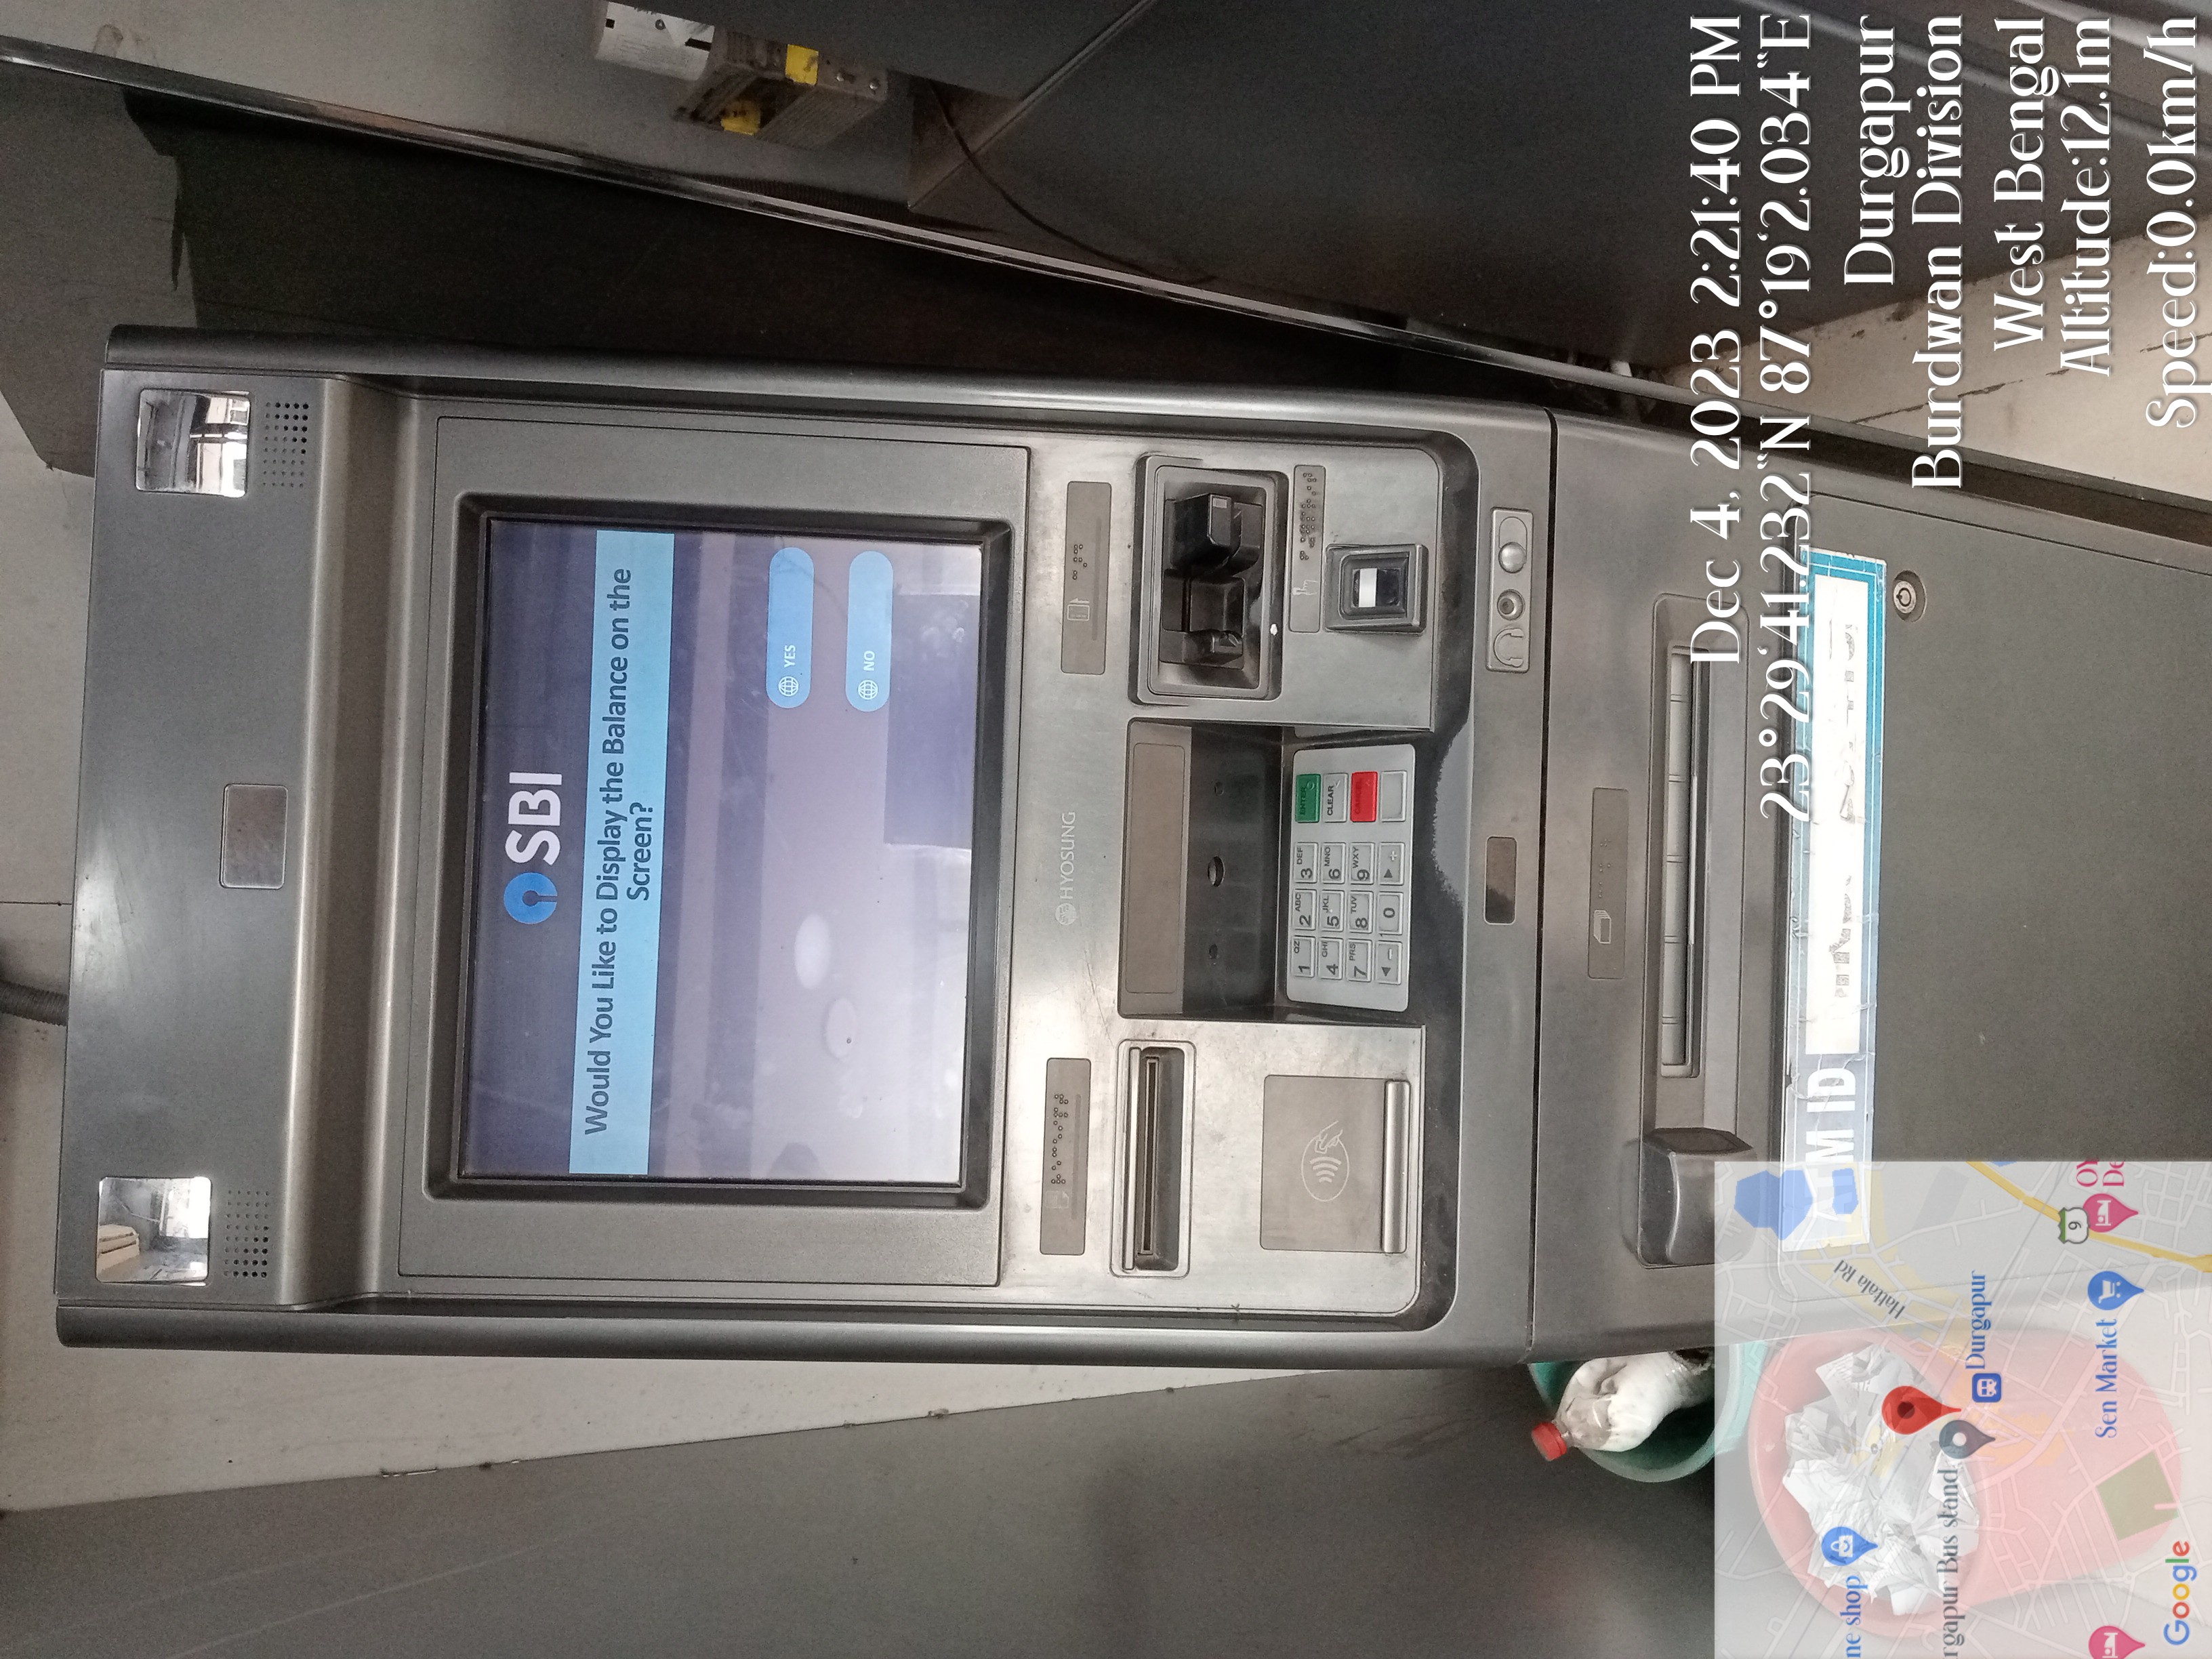 SBI
Would You Like to Display the Balance on the
Screen?
YES
NO
HYOSUNG
1 QZ 2 ABC 3 DEF ENTER
4 GHI 5 JKL 6 MNO CLEAR
7 PRS 8 TUV 9 WXY CANCEL
0
ATM ID
Dec 4, 2023 2:21:40 PM
23°29'41.232"N 87°19'2.034"E
Durgapur
Burdwan Division
West Bengal
Altitude:12.1m
Speed:0.0km/h
ne shop
Hattala Rd
rgapur Bus stand
Durgapur
9
Sen Market
OY
De
Google